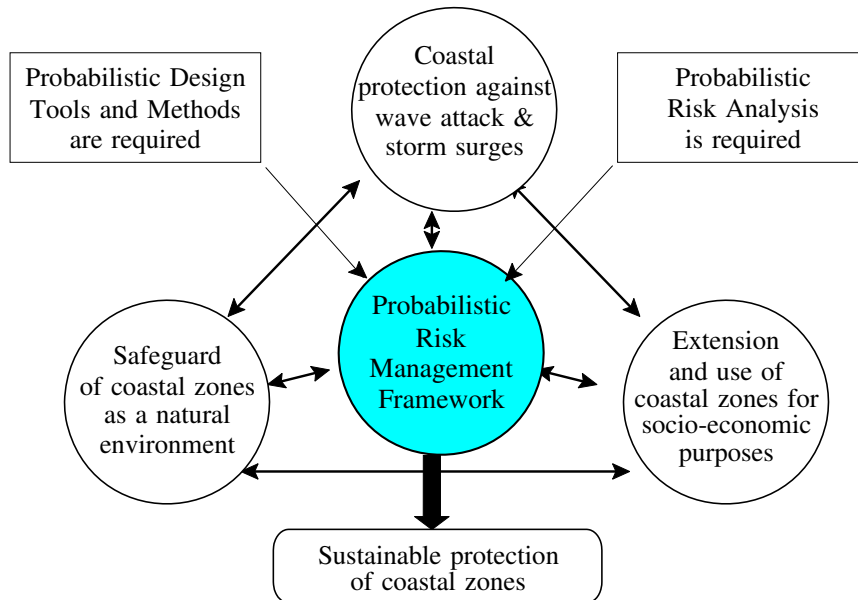 Probabilistic Design
Tools and Methods
are required
Coastal
protection against
wave attack &
storm surges
Probabilistic
Risk Analysis
is required
Safeguard
of coastal zones
as a natural
environment
Probabilistic
Risk
Management
Framework
Extension
and use of
coastal zones for
socio-economic
purposes
Sustainable protection
of coastal zones